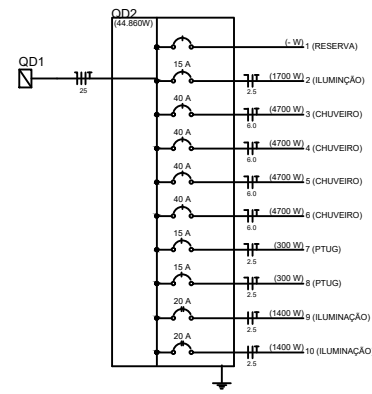 QD2
(44.860W)
QD1
25
(- W) 1 (RESERVA)
15 A
(1700 W) 2 (ILUMINÇÃO)
2.5
40 A
(4700 W) 3 (CHUVEIRO)
6.0
40 A
(4700 W) 4 (CHUVEIRO)
6.0
40 A
(4700 W) 5 (CHUVEIRO)
6.0
40 A
(4700 W) 6 (CHUVEIRO)
6.0
15 A
(300 W) 7 (PTUG)
2.5
15 A
(300 W) 8 (PTUG)
2.5
20 A
(1400 W) 9 (ILUMINAÇÃO)
2.5
20 A
(1400 W) 10 (ILUMINAÇÃO
2.5